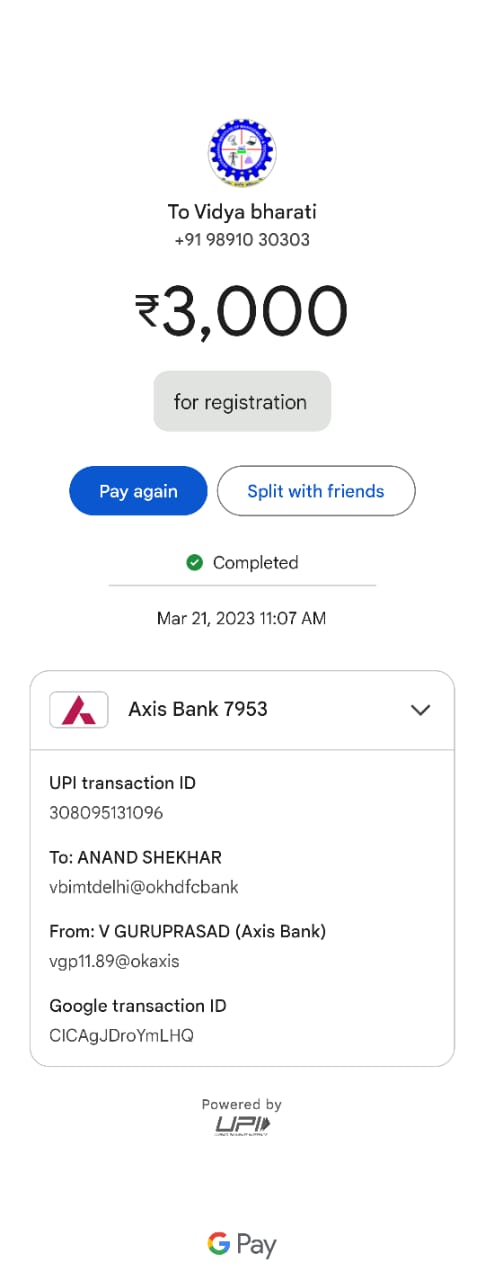 To Vidya bharati
+91 98910 30303
₹3,000
for registration
Pay again
Split with friends
Completed
Mar 21, 2023 11:07 AM
Axis Bank 7953
UPI transaction ID
308095131096
To: ANAND SHEKHAR
vbimtdelhi@okhdfcbank
From: V GURUPRASAD (Axis Bank)
vgp11.89@okaxis
Google transaction ID
CICAgJDroYmLHQ
Powered by
UPI
G Pay